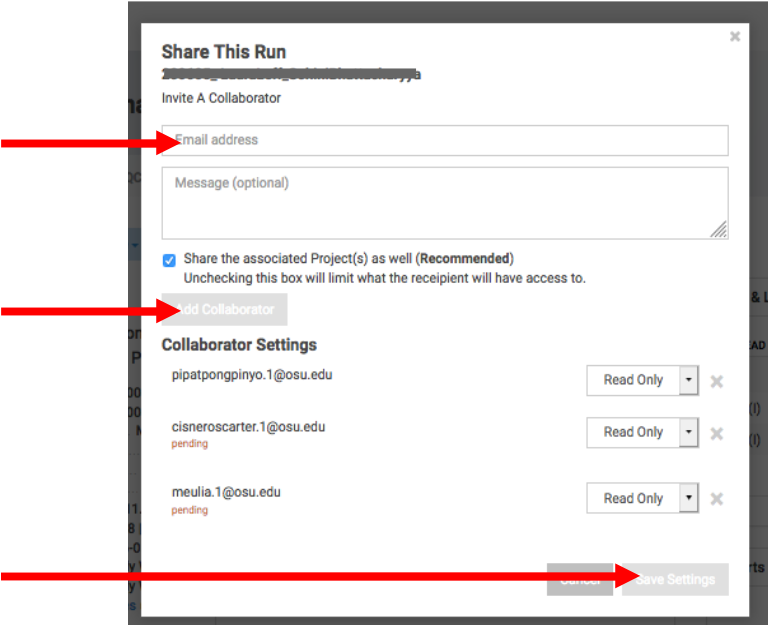 Share This Run
Invite A Collaborator
Email address
Message (optional)
Share the associated Project(s) as well (Recommended)
Unchecking this box will limit what the receipient will have access to.
Add Collaborator
Collaborator Settings
pipatpongpinyo.1@osu.edu
Read Only
cisneroscarter.1@osu.edu
pending
Read Only
meulia.1@osu.edu
pending
Read Only
Cancel
Save Settings